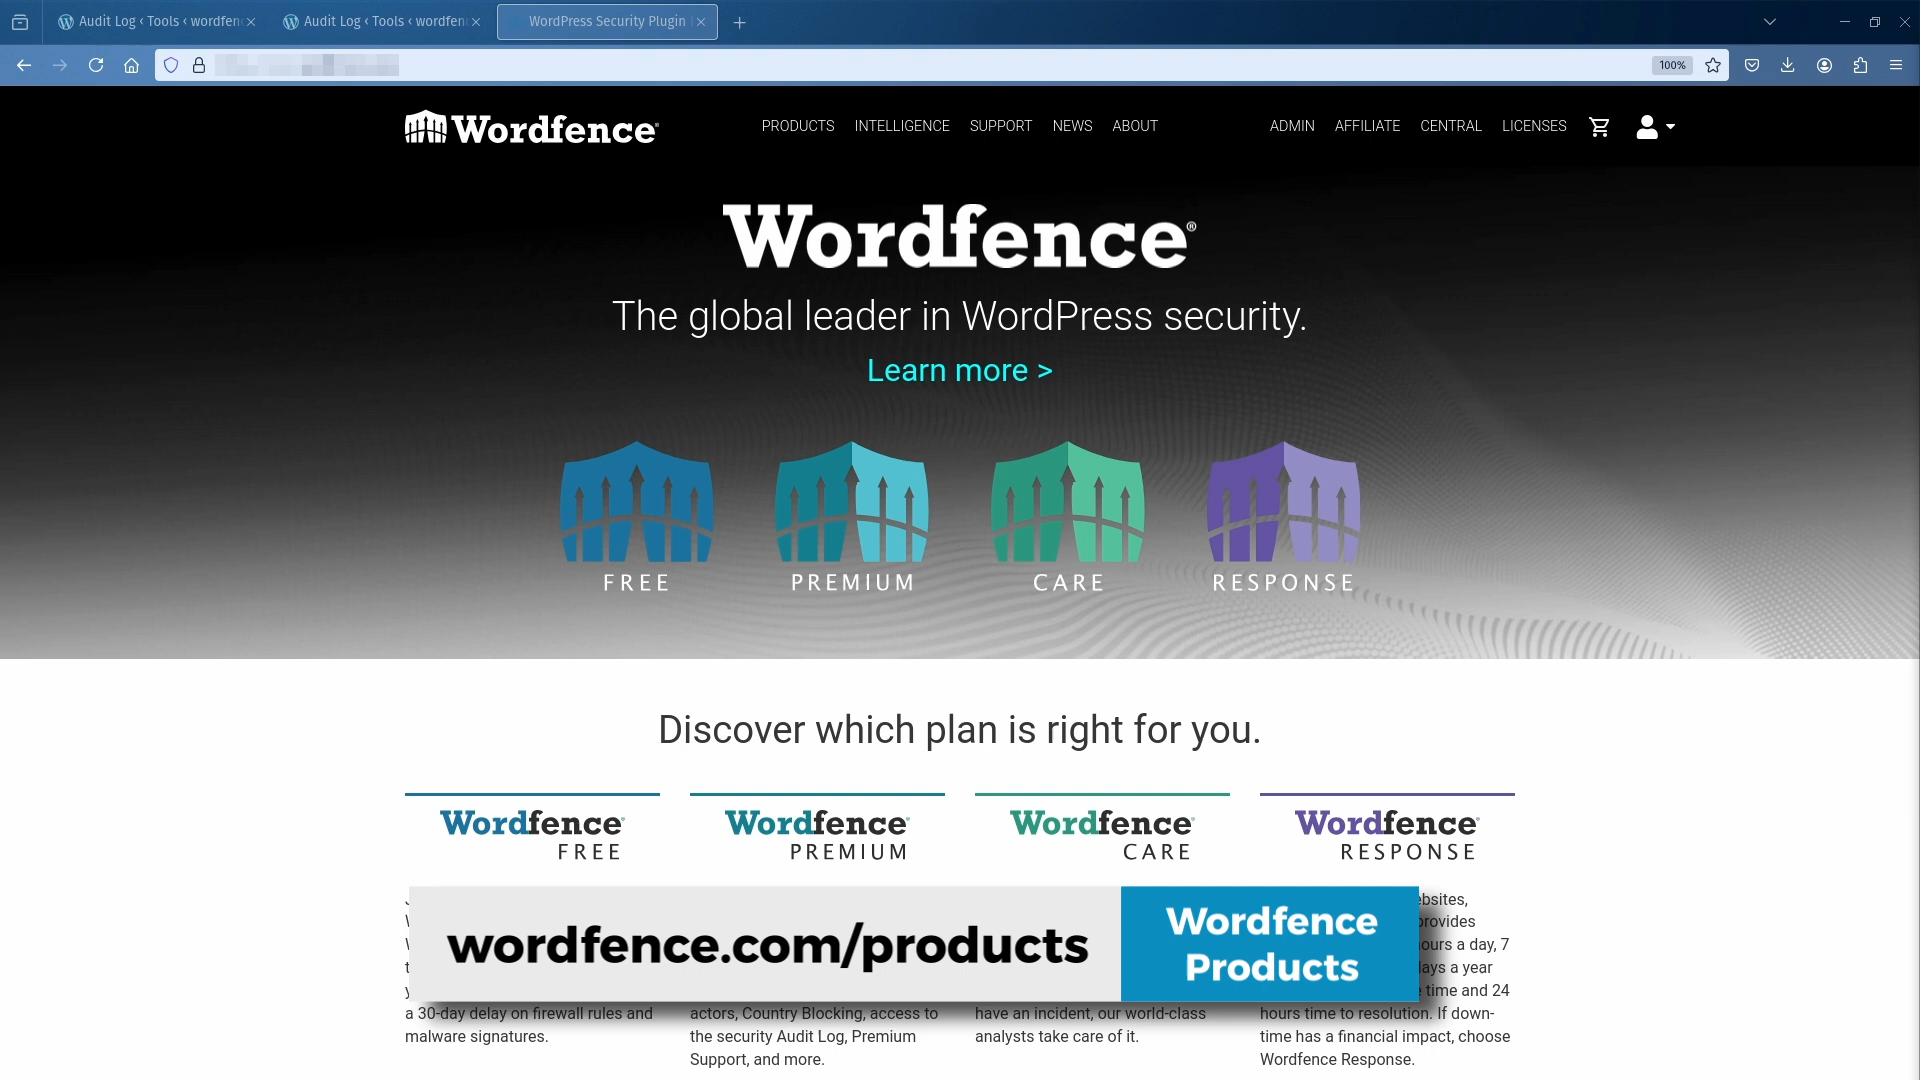 Audit Log ‹ Tools ‹ wordfen
Audit Log ‹ Tools ‹ wordfen
WordPress Security Plugin
100%
Wordfence
PRODUCTS INTELLIGENCE SUPPORT NEWS ABOUT ADMIN AFFILIATE CENTRAL LICENSES
Wordfence®
The global leader in WordPress security.
Learn more >
FREE PREMIUM CARE RESPONSE
Discover which plan is right for you.
Wordfence FREE
Wordfence PREMIUM
Wordfence CARE
Wordfence RESPONSE
wordfence.com/products
Wordfence
Products
a 30-day delay on firewall rules and
malware signatures.
actors, Country Blocking, access to
the security Audit Log, Premium
Support, and more.
have an incident, our world-class
analysts take care of it.
ours a day, 7
time and 24
hours time to resolution. If down-
time has a financial impact, choose
Wordfence Response.